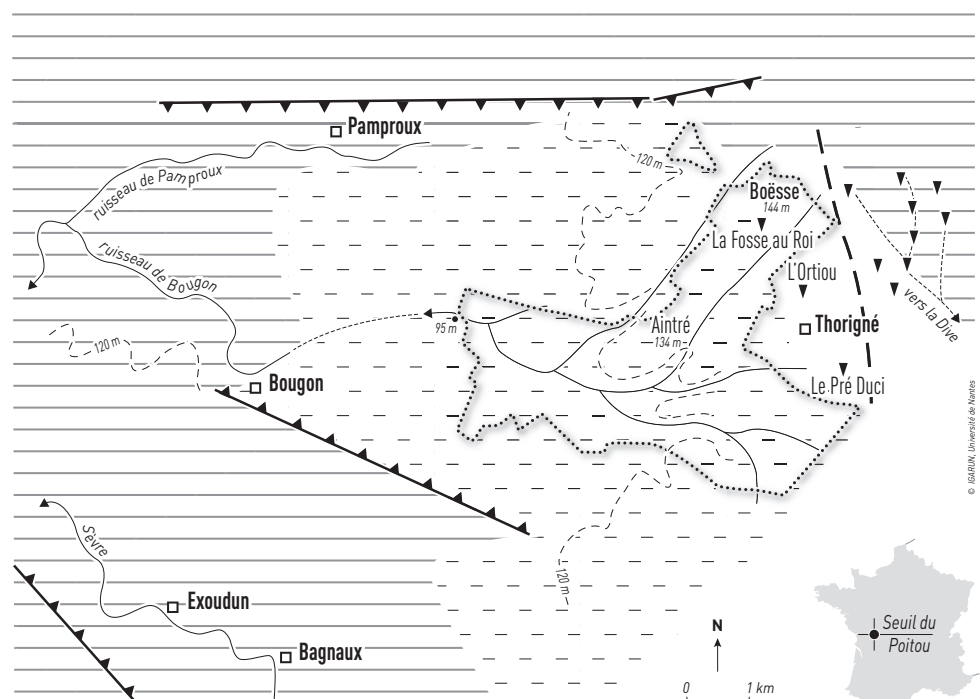 Pamproux
ruisseau de Pamproux
120 m
Boësse
144 m
La Fosse au Roi
ruisseau de Bougon
L'Ortiou
vers la Dive
95 m
Aintré
134 m
Thorigné
120 m
Bougon
Le Pré Duci
© IGARUN, Université de Nantes
Sèvre
120 m
Exoudun
Bagnaux
N
0 1 km
Seuil du
Poitou